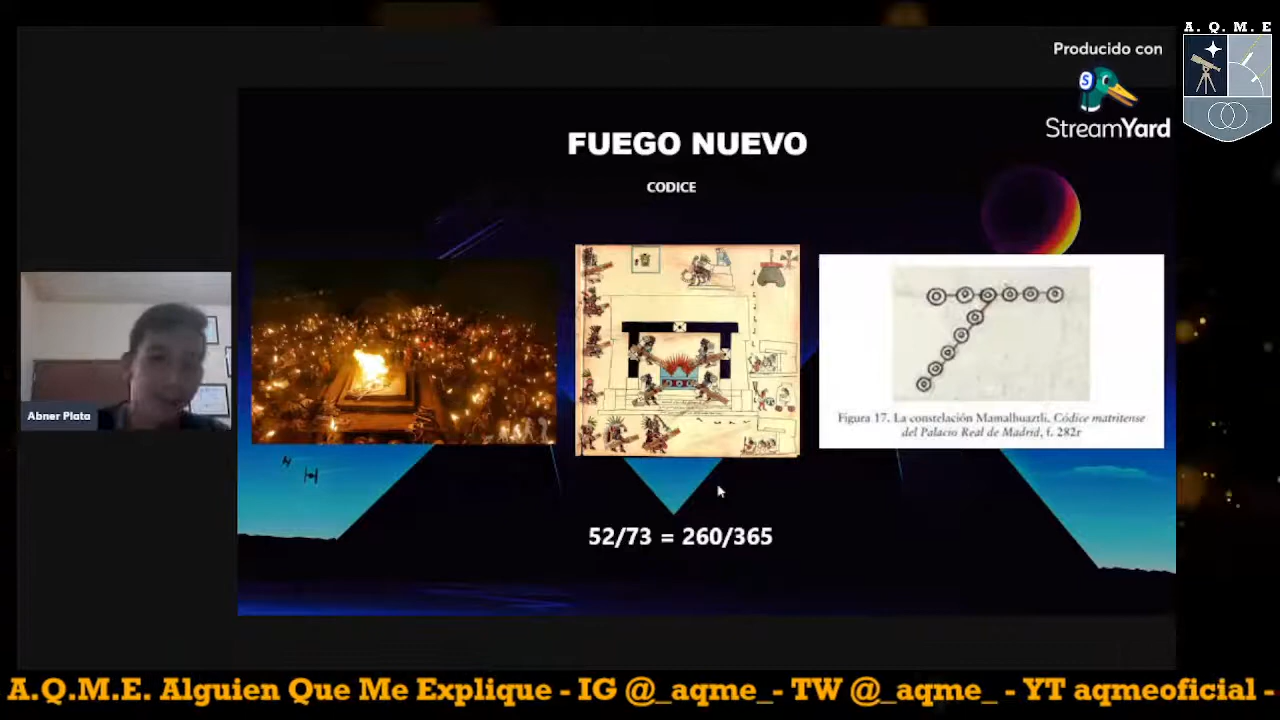 A. Q. M. E
Producido con
S
StreamYard
FUEGO NUEVO
CODICE
Figura 17. La constelación Mamalhuaztli, Códice matritense
del Palacio Real de Madrid, f. 282r
Abner Plata
52/73 = 260/365
A.Q.M.E. Alguien Que Me Explique - IG @_aqme_- TW @_aqme_ - YT aqmeoficial -